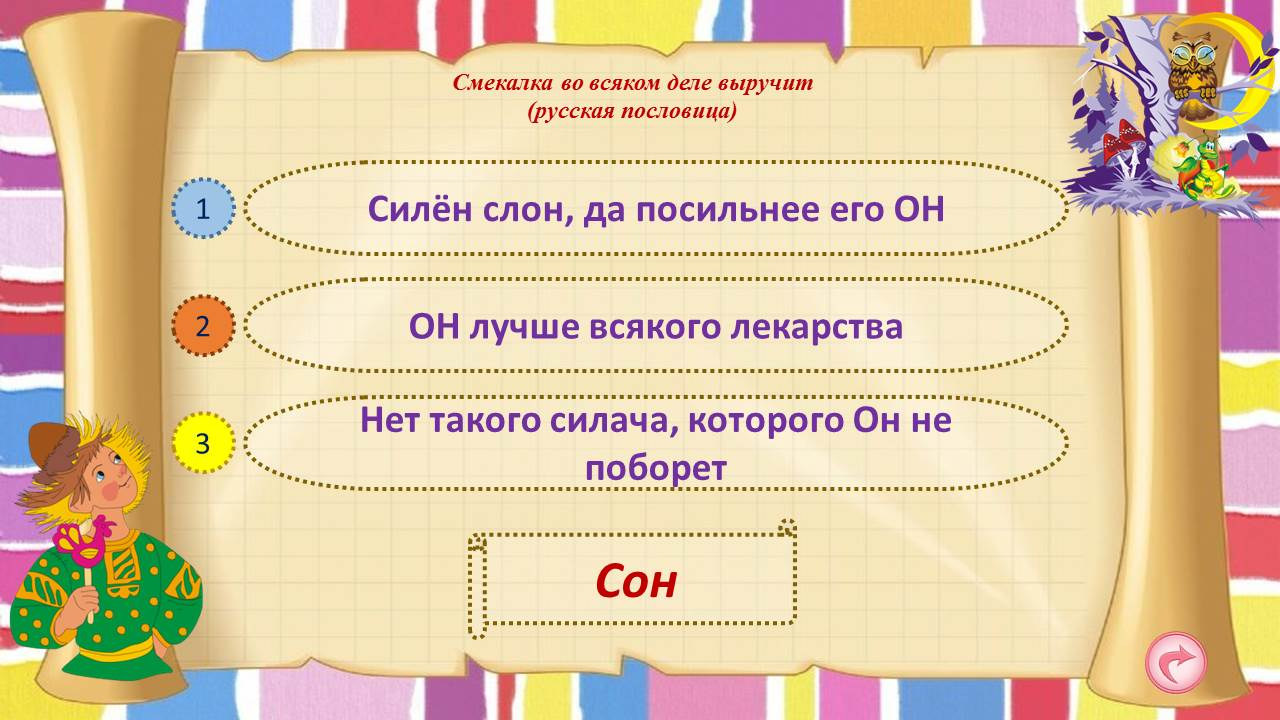 Смекалка во всяком деле выручит
(русская пословица)
1
Силён слон, да посильнее его ОН
2
ОН лучше всякого лекарства
3
Нет такого силача, которого Он не
поборет
Сон